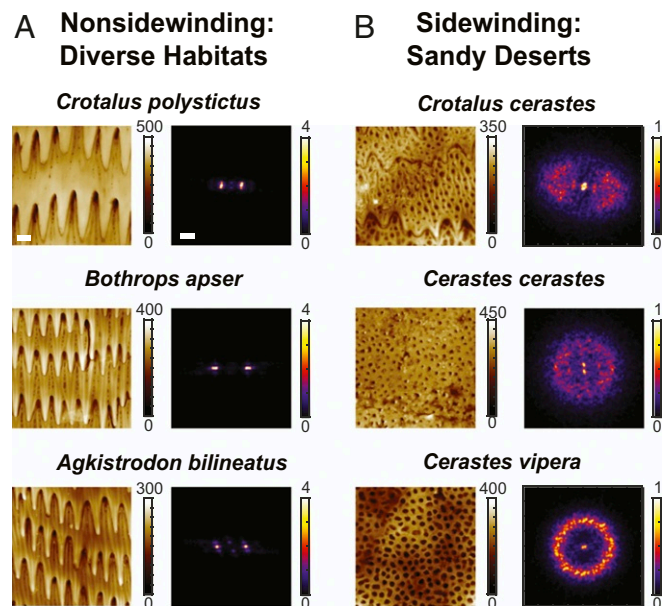 A Nonsidewinding:
Diverse Habitats
B Sidewinding:
Sandy Deserts
Crotalus polystictus
500
0
4
0
Crotalus cerastes
350
0
1
0
Bothrops apser
400
0
4
0
Cerastes cerastes
450
0
1
0
Agkistrodon bilineatus
300
0
4
0
Cerastes vipera
400
0
1
0